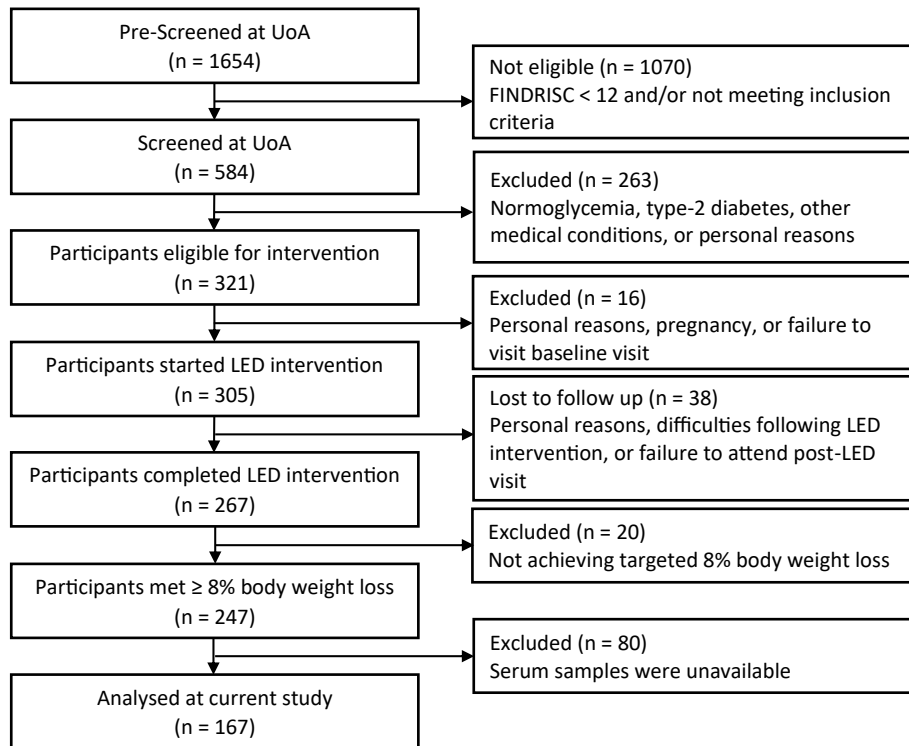 Pre-Screened at UoA
(n = 1654)
Not eligible (n = 1070)
FINDRISC < 12 and/or not meeting inclusion
criteria
Screened at UoA
(n = 584)
Excluded (n = 263)
Normoglycemia, type-2 diabetes, other
medical conditions, or personal reasons
Participants eligible for intervention
(n = 321)
Excluded (n = 16)
Personal reasons, pregnancy, or failure to
visit baseline visit
Participants started LED intervention
(n = 305)
Lost to follow up (n = 38)
Personal reasons, difficulties following LED
intervention, or failure to attend post-LED
visit
Participants completed LED intervention
(n = 267)
Excluded (n = 20)
Not achieving targeted 8% body weight loss
Participants met ≥ 8% body weight loss
(n = 247)
Excluded (n = 80)
Serum samples were unavailable
Analysed at current study
(n = 167)